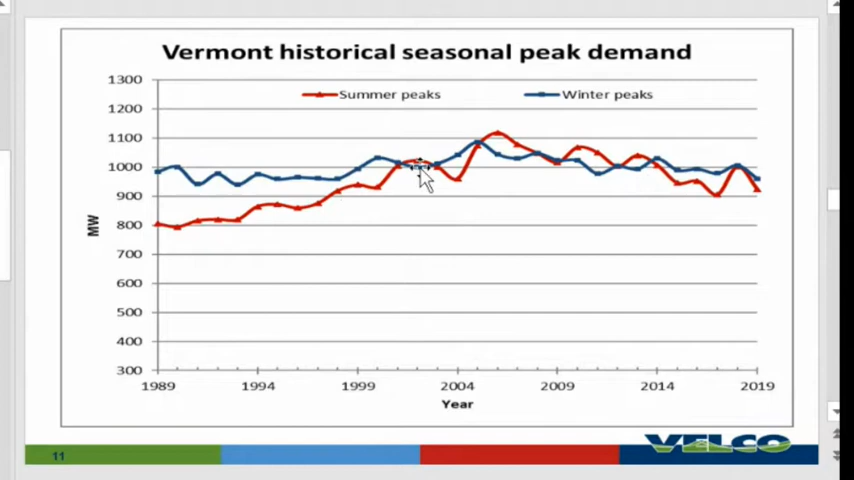 Vermont historical seasonal peak demand
1300
Summer peaks
Winter peaks
1200
1100
1000
900
800
700
600
500
400
300
MW
1989 1994 1999 2004 2009 2014 2019
Year
VELCO
11